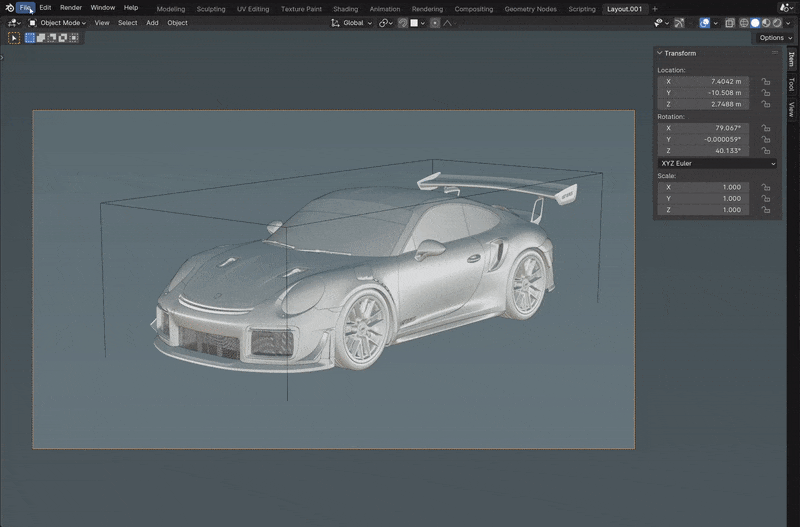 File Edit Render Window Help Modeling Sculpting UV Editing Texture Paint Shading Animation Rendering Compositing Geometry Nodes Scripting Layout.001 +
Object Mode View Select Add Object Global
Options
Transform
Location:
X 7.4042 m
Y -10.508 m
Z 2.7488 m
Rotation:
X 79.067°
Y -0.000059°
Z 40.133°
XYZ Euler
Scale:
X 1.000
Y 1.000
Z 1.000
Item
Tool
View